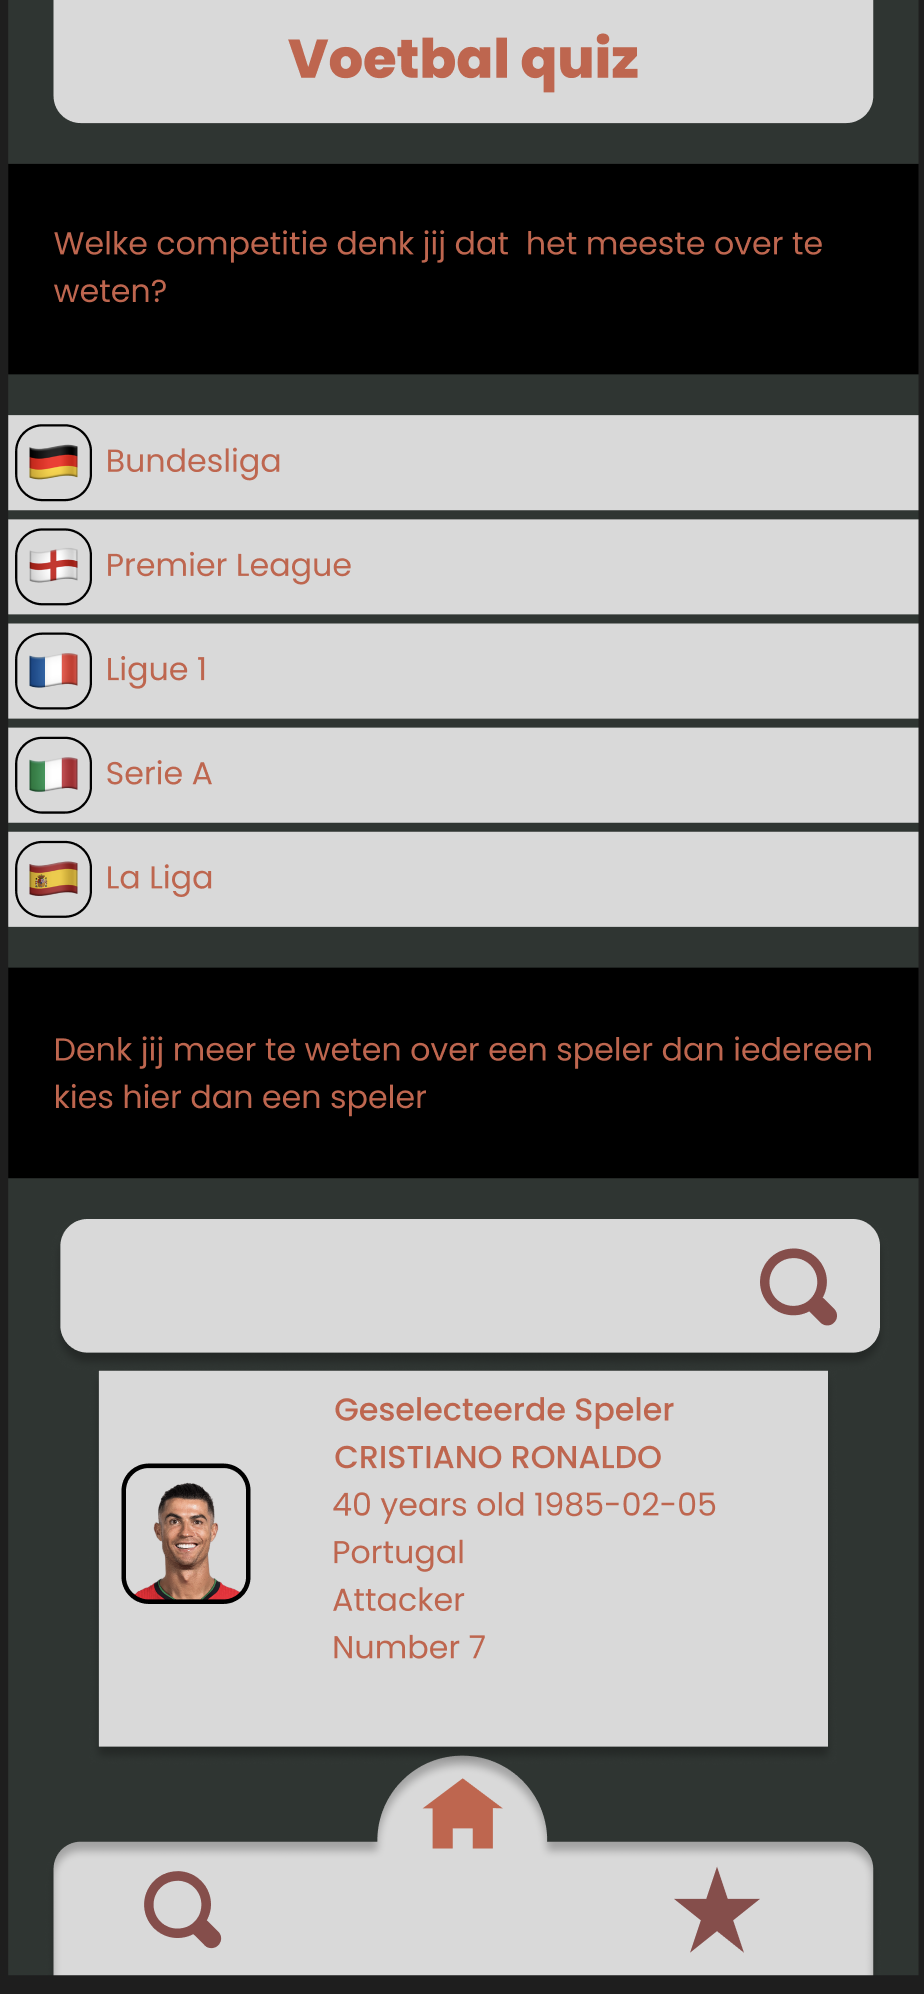 Voetbal quiz
Welke competitie denk jij dat  het meeste over te
weten?
Bundesliga
Premier League
Ligue 1
Serie A
La Liga
Denk jij meer te weten over een speler dan iedereen
kies hier dan een speler
Geselecteerde Speler
CRISTIANO RONALDO
40 years old 1985-02-05
Portugal
Attacker
Number 7